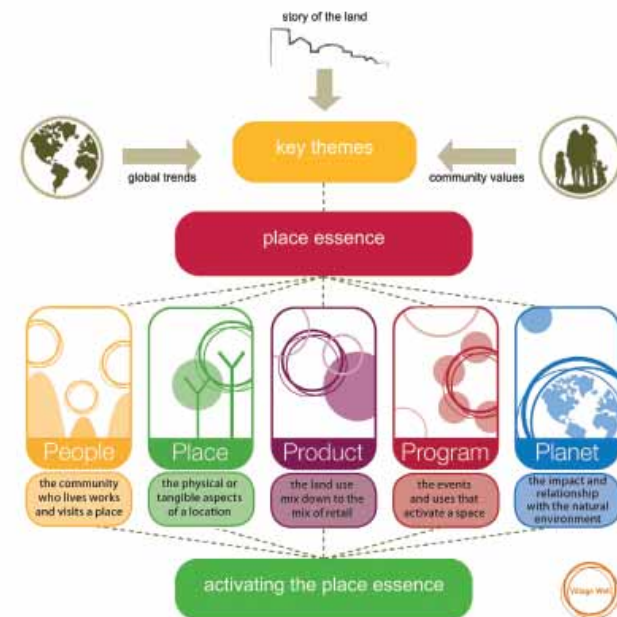 story of the land
key themes
global trends
community values
place essence
People
the community
who lives works
and visits a place
Place
the physical or
tangible aspects
of a location
Product
the land use
mix down to the
mix of retail
Program
the events
and uses that
activate a space
Planet
the impact and
relationship
with the natural
environment
activating the place essence
Village Well